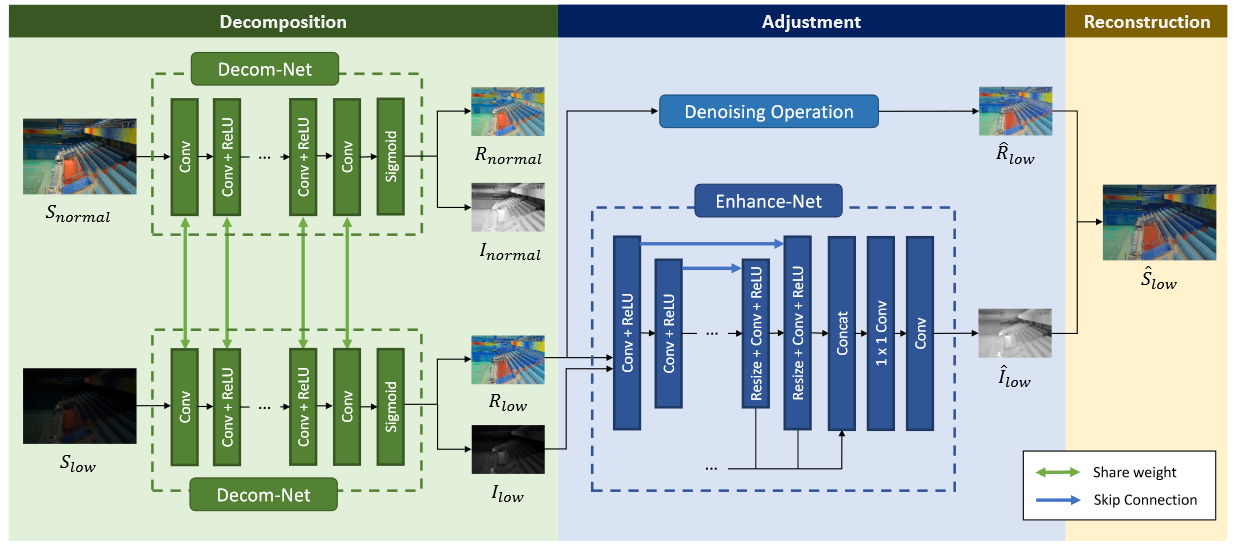 Decomposition
Adjustment
Reconstruction
Decom-Net
Conv
Conv + ReLU
...
Conv + ReLU
Conv
Sigmoid
S_normal
R_normal
I_normal
Denoising Operation
R̂_low
Enhance-Net
Conv + ReLU
Conv + ReLU
...
Resize + Conv + ReLU
Resize + Conv + ReLU
Concat
1 x 1 Conv
Conv
...
Î_low
Ŝ_low
Conv
Conv + ReLU
...
Conv + ReLU
Conv
Sigmoid
Decom-Net
S_low
R_low
I_low
Share weight
Skip Connection